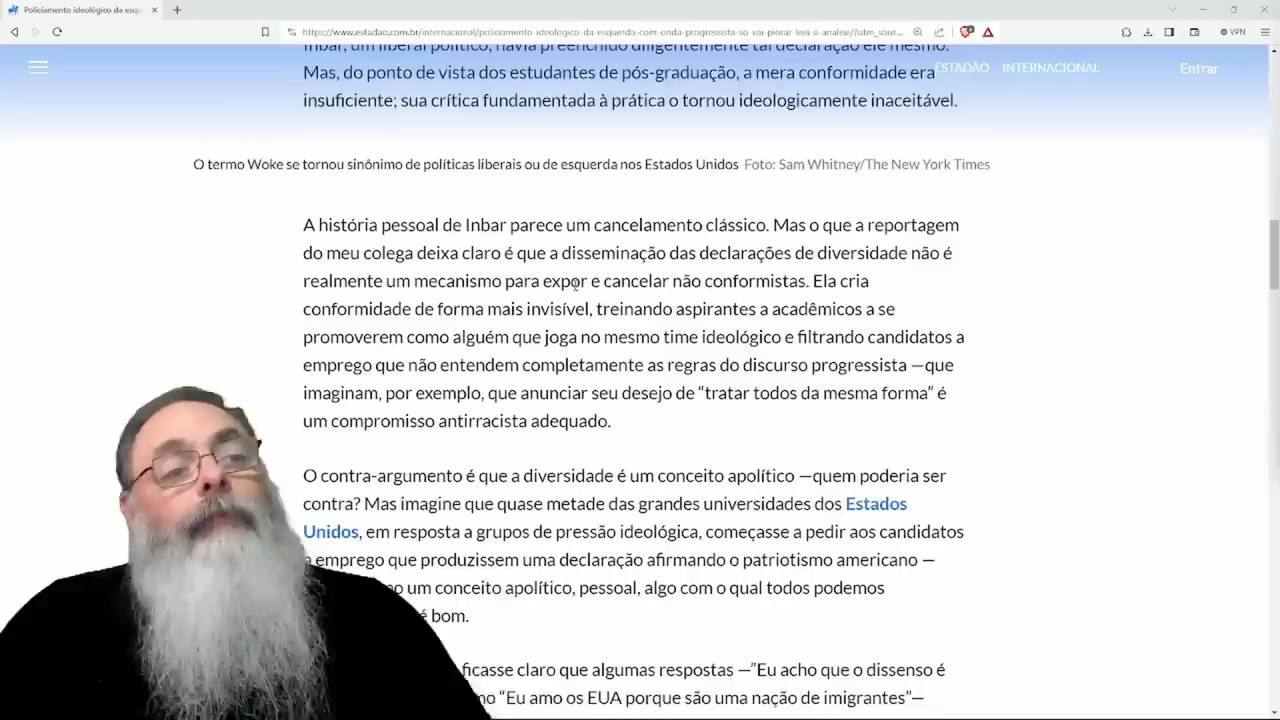 Policiamento ideológico da esqu
https://www.estadao.com.br/internacional/policiamento-ideologico-da-esquerda-com-onda-progressista-so-vai-piorar-leia-a-analise/?utm_sour...
VPN
Inbar, um liberal político, havia preenchido diligentemente tal declaração ele mesmo.
ESTADÃO INTERNACIONAL Entrar
Mas, do ponto de vista dos estudantes de pós-graduação, a mera conformidade era
insuficiente; sua crítica fundamentada à prática o tornou ideologicamente inaceitável.
O termo Woke se tornou sinônimo de políticas liberais ou de esquerda nos Estados Unidos Foto: Sam Whitney/The New York Times
A história pessoal de Inbar parece um cancelamento clássico. Mas o que a reportagem
do meu colega deixa claro é que a disseminação das declarações de diversidade não é
realmente um mecanismo para expor e cancelar não conformistas. Ela cria
conformidade de forma mais invisível, treinando aspirantes a acadêmicos a se
promoverem como alguém que joga no mesmo time ideológico e filtrando candidatos a
emprego que não entendem completamente as regras do discurso progressista —que
imaginam, por exemplo, que anunciar seu desejo de “tratar todos da mesma forma” é
um compromisso antirracista adequado.
O contra-argumento é que a diversidade é um conceito apolítico —quem poderia ser
contra? Mas imagine que quase metade das grandes universidades dos Estados
Unidos, em resposta a grupos de pressão ideológica, começasse a pedir aos candidatos
a emprego que produzissem uma declaração afirmando o patriotismo americano —
um conceito apolítico, pessoal, algo com o qual todos podemos
é bom.
ficasse claro que algumas respostas —”Eu acho que o dissenso é
“Eu amo os EUA porque são uma nação de imigrantes”—